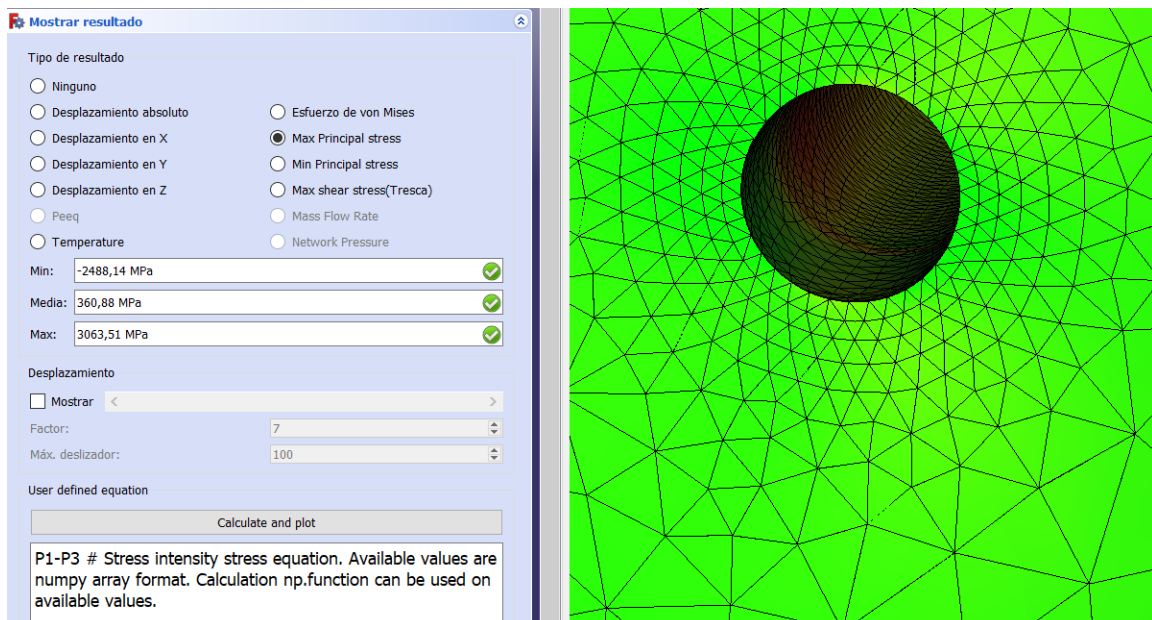 Mostrar resultado
Tipo de resultado
Ninguno
Desplazamiento absoluto
Esfuerzo de von Mises
Desplazamiento en X
Max Principal stress
Desplazamiento en Y
Min Principal stress
Desplazamiento en Z
Max shear stress(Tresca)
Peeq
Mass Flow Rate
Temperature
Network Pressure
Min: -2488,14 MPa
Media: 360,88 MPa
Max: 3063,51 MPa
Desplazamiento
Mostrar
Factor: 7
Máx. deslizador: 100
User defined equation
Calculate and plot
P1-P3 # Stress intensity stress equation. Available values are
numpy array format. Calculation np.function can be used on
available values.